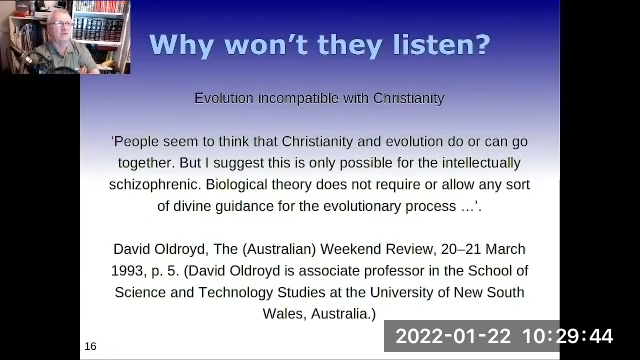 Why won't they listen?
Evolution incompatible with Christianity
‘People seem to think that Christianity and evolution do or can go
together. But I suggest this is only possible for the intellectually
schizophrenic. Biological theory does not require or allow any sort
of divine guidance for the evolutionary process …’.
David Oldroyd, The (Australian) Weekend Review, 20–21 March
1993, p. 5. (David Oldroyd is associate professor in the School of
Science and Technology Studies at the University of New South
Wales, Australia.)
16
2022-01-22 10:29:44